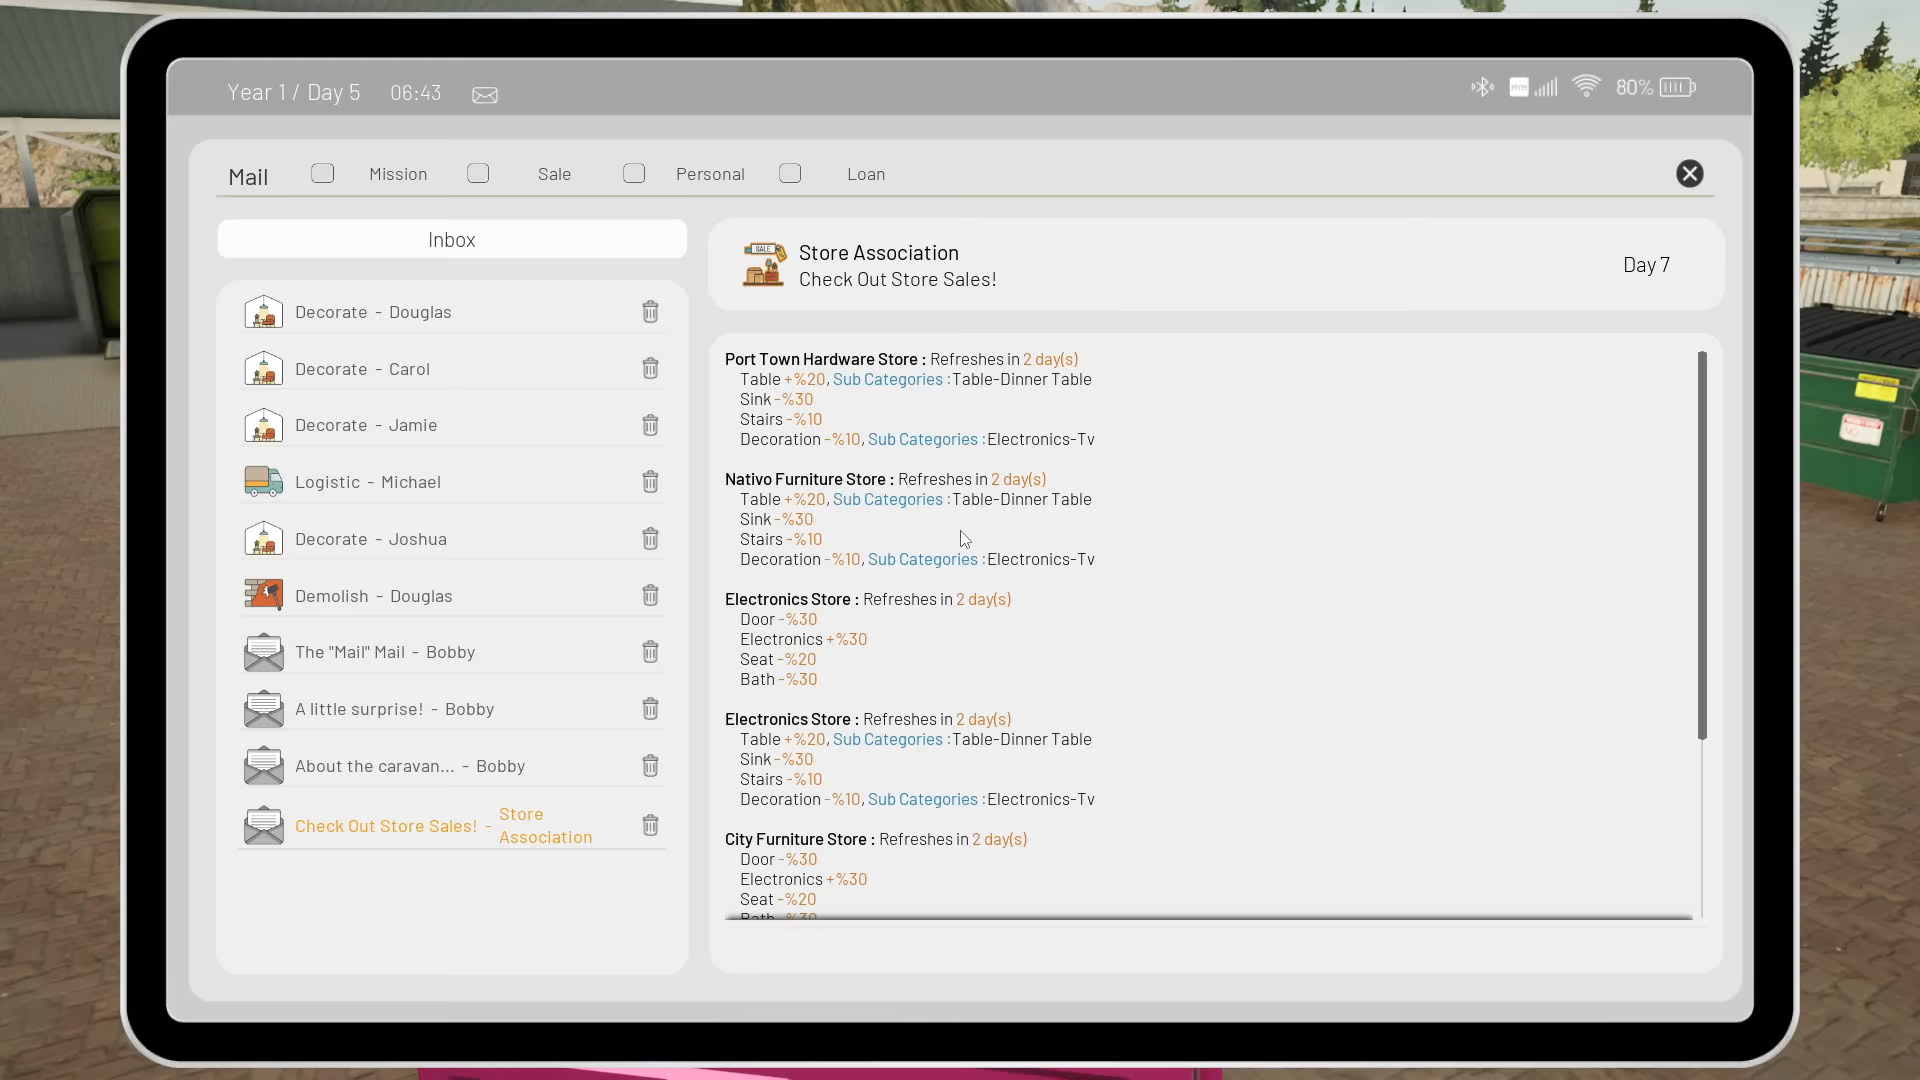 Year 1 / Day 5 06:43
80%
Mail Mission Sale Personal Loan
Inbox
Decorate - Douglas
Decorate - Carol
Decorate - Jamie
Logistic - Michael
Decorate - Joshua
Demolish - Douglas
The "Mail" Mail - Bobby
A little surprise! - Bobby
About the caravan... - Bobby
Check Out Store Sales! - Store Association
SALE
Store Association
Check Out Store Sales!
Day 7
Port Town Hardware Store : Refreshes in 2 day(s)
Table +%20, Sub Categories :Table-Dinner Table
Sink -%30
Stairs -%10
Decoration -%10, Sub Categories :Electronics-Tv
Nativo Furniture Store : Refreshes in 2 day(s)
Table +%20, Sub Categories :Table-Dinner Table
Sink -%30
Stairs -%10
Decoration -%10, Sub Categories :Electronics-Tv
Electronics Store : Refreshes in 2 day(s)
Door -%30
Electronics +%30
Seat -%20
Bath -%30
Electronics Store : Refreshes in 2 day(s)
Table +%20, Sub Categories :Table-Dinner Table
Sink -%30
Stairs -%10
Decoration -%10, Sub Categories :Electronics-Tv
City Furniture Store : Refreshes in 2 day(s)
Door -%30
Electronics +%30
Seat -%20
Bath -%30